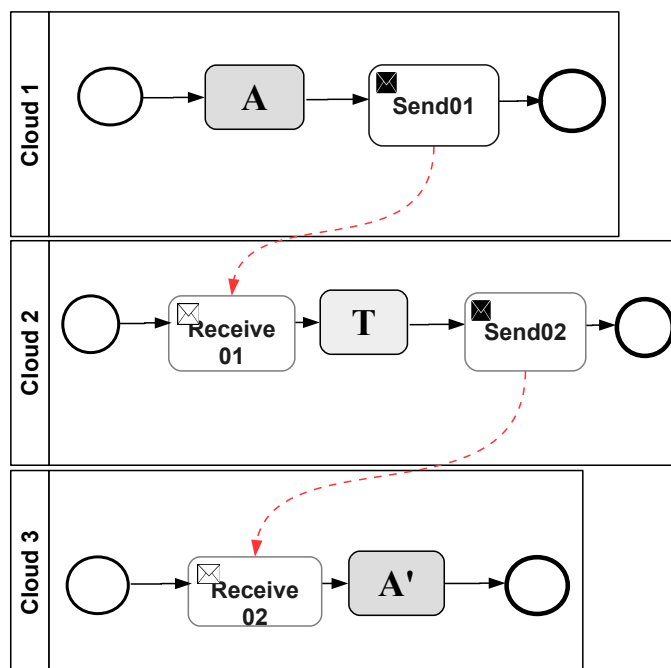 Cloud 1
A
Send01
Cloud 2
Receive
01
T
Send02
Cloud 3
Receive
02
A'